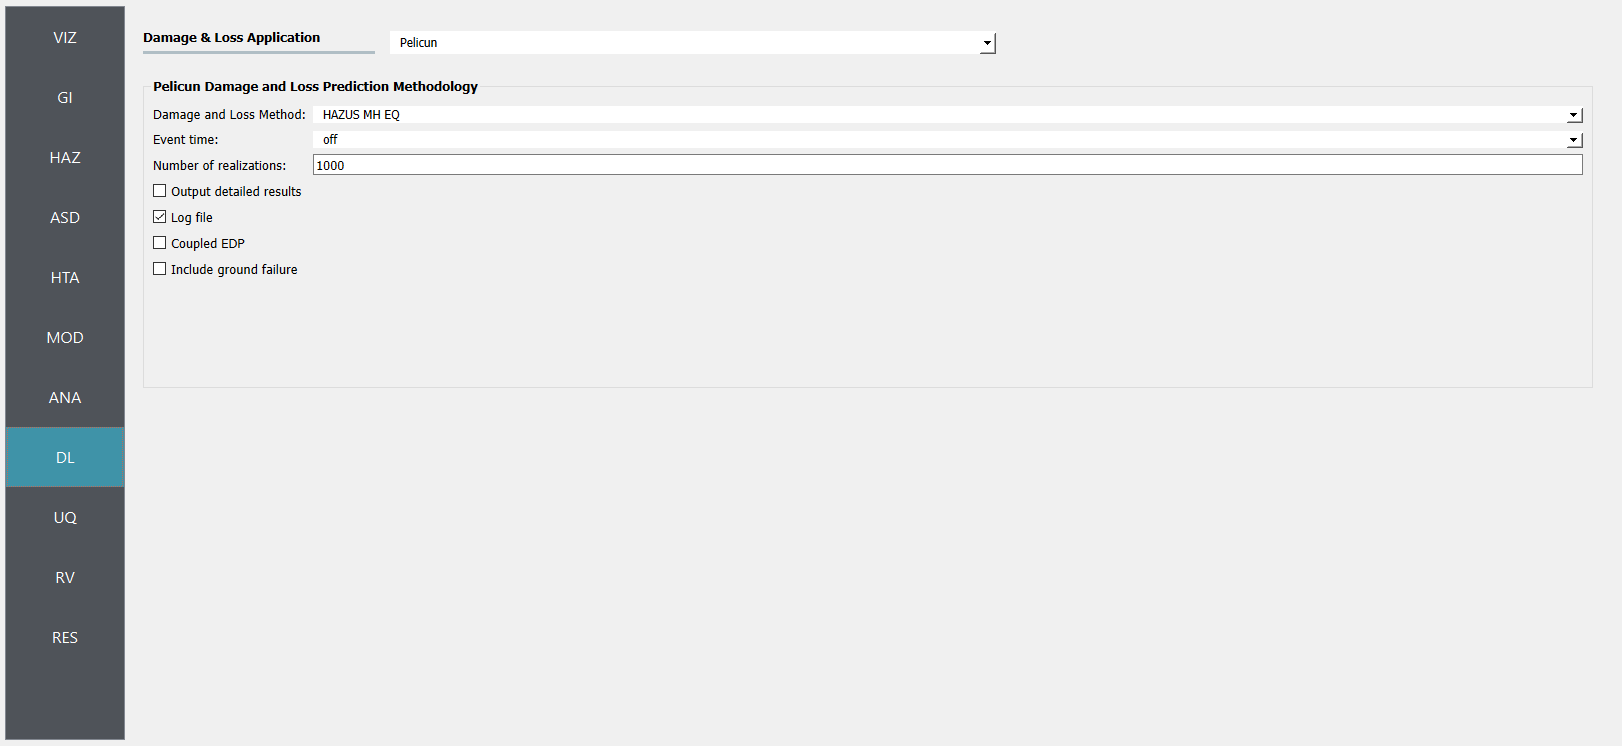 VIZ
GI
HAZ
ASD
HTA
MOD
ANA
DL
UQ
RV
RES
Damage & Loss Application Pelicun
Pelicun Damage and Loss Prediction Methodology
Damage and Loss Method: HAZUS MH EQ
Event time: off
Number of realizations: 1000
Output detailed results
Log file
Coupled EDP
Include ground failure